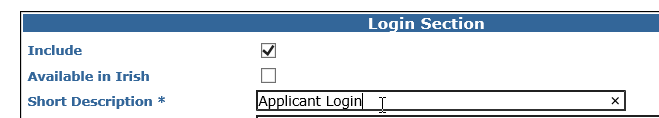 Login Section
Include
Available in Irish
Short Description *
Applicant Login